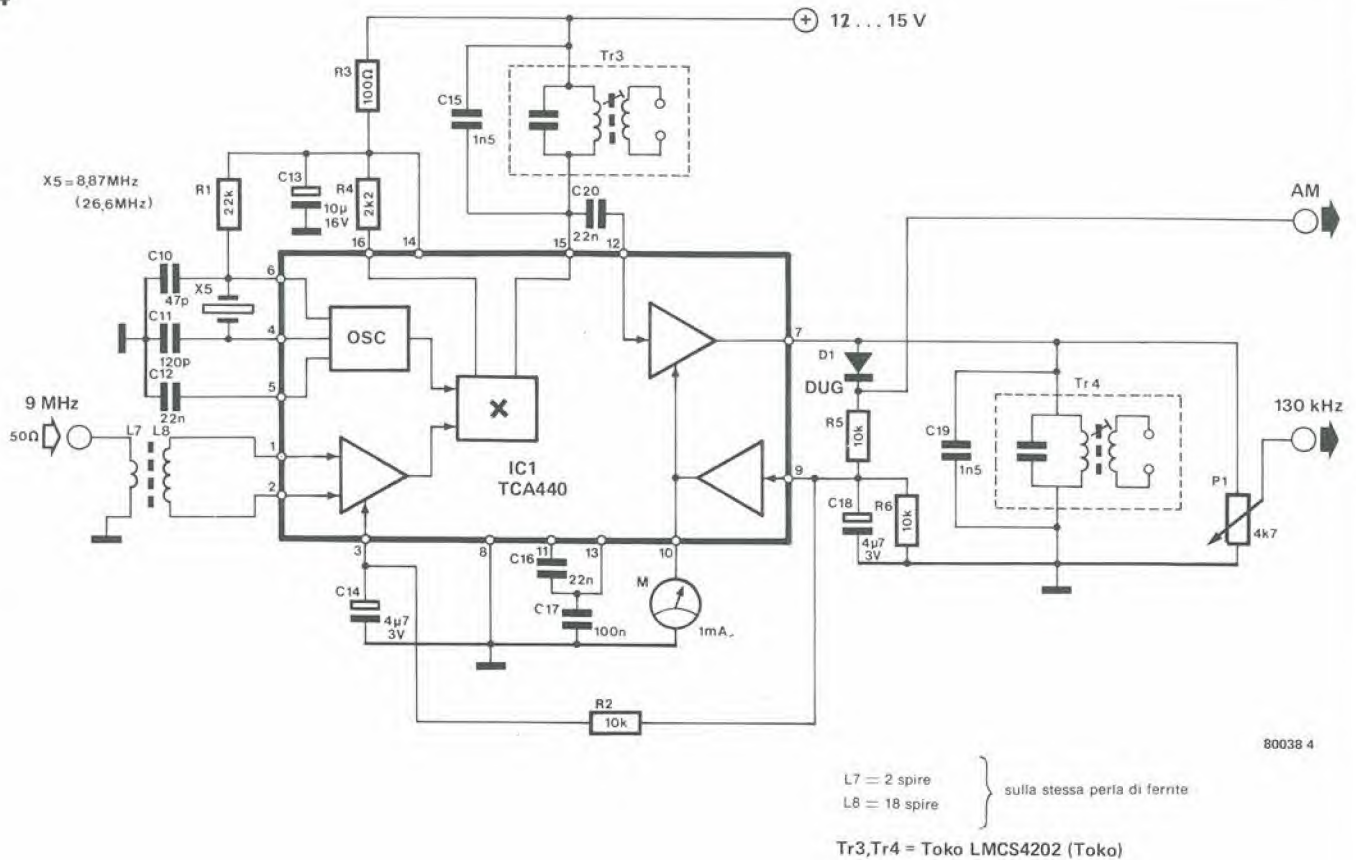 + 12...15 V
Tr3
R3
100Ω
C15
1n5
X5 = 8,87MHz
(26,6MHz)
R1
22k
C13
10µ
16V
R4
2k2
C20
22n
AM
16
14
15
12
C10
47p
6
X5
C11
120p
4
OSC
C12
22n
5
7
D1
DUG
Tr4
9 MHz
50Ω
L7
L8
X
C19
1n5
130 kHz
R5
10k
1
2
IC1
TCA440
9
C18
4µ7
3V
R6
10k
P1
4k7
3
8
C16
11
13
10
22n
C14
4µ7
3V
C17
100n
M
1mA
R2
10k
80038 4
L7 = 2 spire
L8 = 18 spire
sulla stessa perla di ferrite
Tr3,Tr4 = Toko LMCS4202 (Toko)